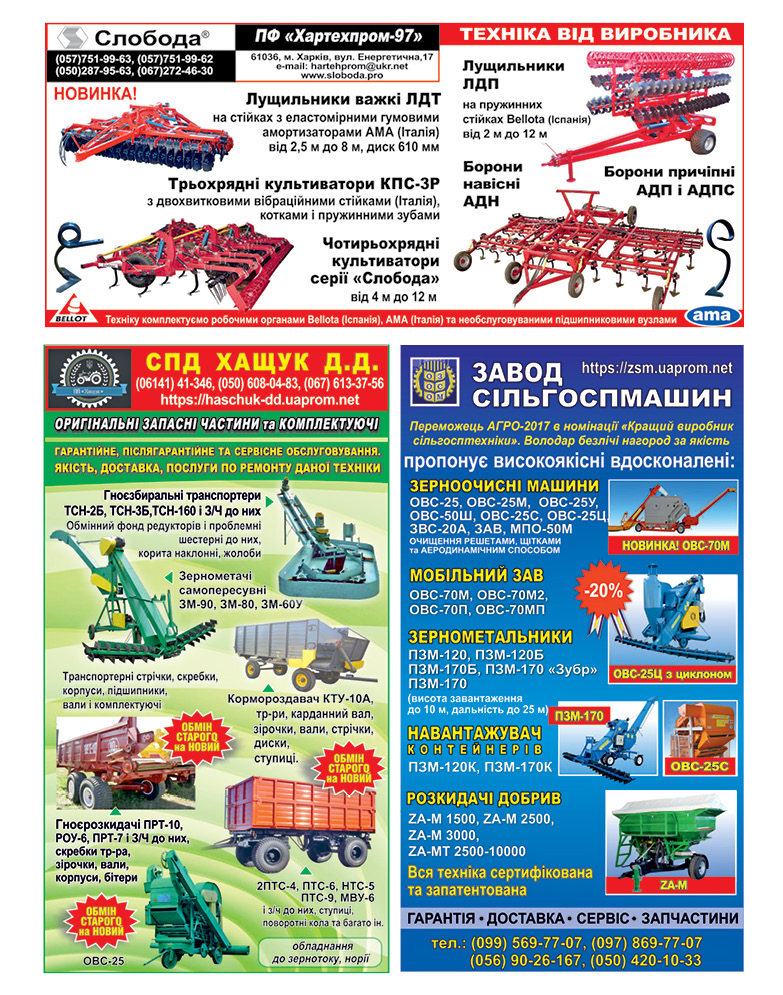 Слобода®
(057)751-99-63, (057)751-99-62
(050)287-95-63, (067)272-46-30
ПФ «Хартехпром-97»
61036, м. Харків, вул. Енергетична,17
e-mail: hartehprom@ukr.net
www.sloboda.pro
ТЕХНІКА ВІД ВИРОБНИКА
НОВИНКА!
Лущильники важкі ЛДТ
на стійках з еластомірними гумовими
амортизаторами АМА (Італія)
від 2,5 м до 8 м, диск 610 мм
Трьохрядні культиватори КПС-3Р
з двохвитковими вібраційними стійками (Італія),
котками і пружинними зубами
Чотирьохрядні
культиватори
серії «Слобода»
від 4 м до 12 м
Лущильники
ЛДП
на пружинних
стійках Bellota (Іспанія)
від 2 м до 12 м
Борони
навісні
АДН
Борони причіпні
АДП і АДПС
BELLOT
Техніку комплектуємо робочими органами Bellota (Іспанія), АМА (Італія) та необслуговуваними підшипниковими вузлами
ama
ПП Хащук
СПД ХАЩУК Д.Д.
(06141) 41-346, (050) 608-04-83, (067) 613-37-56
https://haschuk-dd.uaprom.net
ОРИГІНАЛЬНІ ЗАПАСНІ ЧАСТИНИ та КОМПЛЕКТУЮЧІ
ГАРАНТІЙНЕ, ПІСЛЯГАРАНТІЙНЕ ТА СЕРВІСНЕ ОБСЛУГОВУВАННЯ.
ЯКІСТЬ, ДОСТАВКА, ПОСЛУГИ ПО РЕМОНТУ ДАНОЇ ТЕХНІКИ
Гноєзбиральні транспортери
ТСН-2Б, ТСН-3Б,ТСН-160 і З/Ч до них
Обмінний фонд редукторів і проблемні
шестерні до них,
корита наклонні, жолоби
Зернометачі
самопересувні
ЗМ-90, ЗМ-80, ЗМ-60У
Транспортерні стрічки, скребки,
корпуси, підшипники,
вали і комплектуючі
Кормороздавач КТУ-10А,
тр-ри, карданний вал,
зірочки, вали, стрічки,
диски,
ступиці.
ОБМІН
СТАРОГО
на НОВИЙ
ОБМІН
СТАРОГО
на НОВИЙ
Гноєрозкидачі ПРТ-10,
РОУ-6, ПРТ-7 і З/Ч до них,
скребки тр-ра,
зірочки, вали,
корпуси, бітери
2ПТС-4, ПТС-6, НТС-5
ПТС-9, МВУ-6
і з/ч до них, ступиці,
поворотні кола та багато ін.
ОБМІН
СТАРОГО
на НОВИЙ
ОВС-25
обладнання
до зернотоку, норії
ОЗОМ
ЗАВОД
СІЛЬГОСПМАШИН
https://zsm.uaprom.net
Переможець АГРО-2017 в номінації «Кращий виробник
сільгосптехніки». Володар безлічі нагород за якість
пропонує високоякісні вдосконалені:
ЗЕРНООЧИСНІ МАШИНИ
ОВС-25, ОВС-25М, ОВС-25У,
ОВС-50Ш, ОВС-25С, ОВС-25Ц,
ЗВС-20А, ЗАВ, МПО-50М
ОЧИЩЕННЯ РЕШЕТАМИ, ЩІТКАМИ
та АЕРОДИНАМІЧНИМ СПОСОБОМ
НОВИНКА! ОВС-70М
МОБІЛЬНИЙ ЗАВ
ОВС-70М, ОВС-70М2,
ОВС-70П, ОВС-70МП
-20%
ОВС-25Ц з циклоном
ЗЕРНОМЕТАЛЬНИКИ
ПЗМ-120, ПЗМ-120Б
ПЗМ-170Б, ПЗМ-170 «Зубр»
ПЗМ-170
(висота завантаження
до 10 м, дальність до 25 м)
ПЗМ-170
ОВС-25С
НАВАНТАЖУВАЧ
КОНТЕЙНЕРІВ
ПЗМ-120К, ПЗМ-170К
РОЗКИДАЧІ ДОБРИВ
ZA-M 1500, ZA-M 2500,
ZA-M 3000,
ZA-MT 2500-10000
ZA-M
Вся техніка сертифікована
та запатентована
ГАРАНТІЯ • ДОСТАВКА • СЕРВІС • ЗАПЧАСТИНИ
тел.: (099) 569-77-07, (097) 869-77-07
(056) 90-26-167, (050) 420-10-33